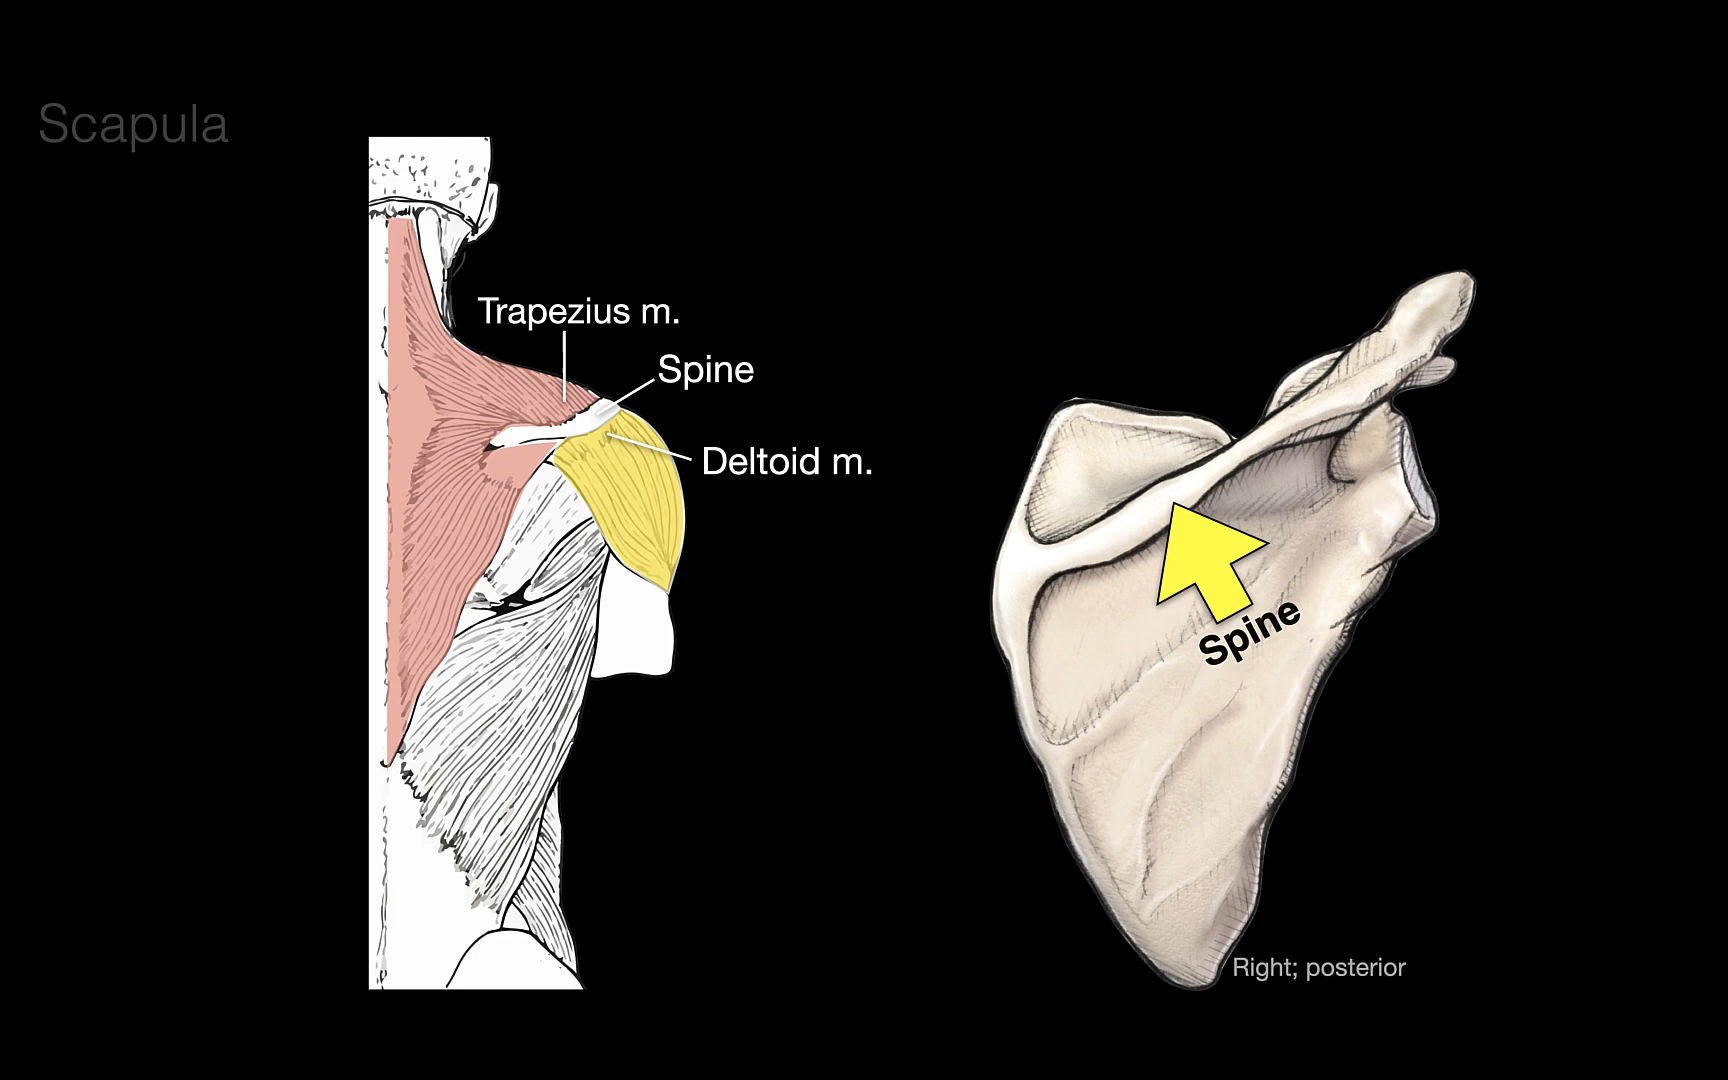 Scapula
Trapezius m.
Spine
Deltoid m.
Spine
Right; posterior